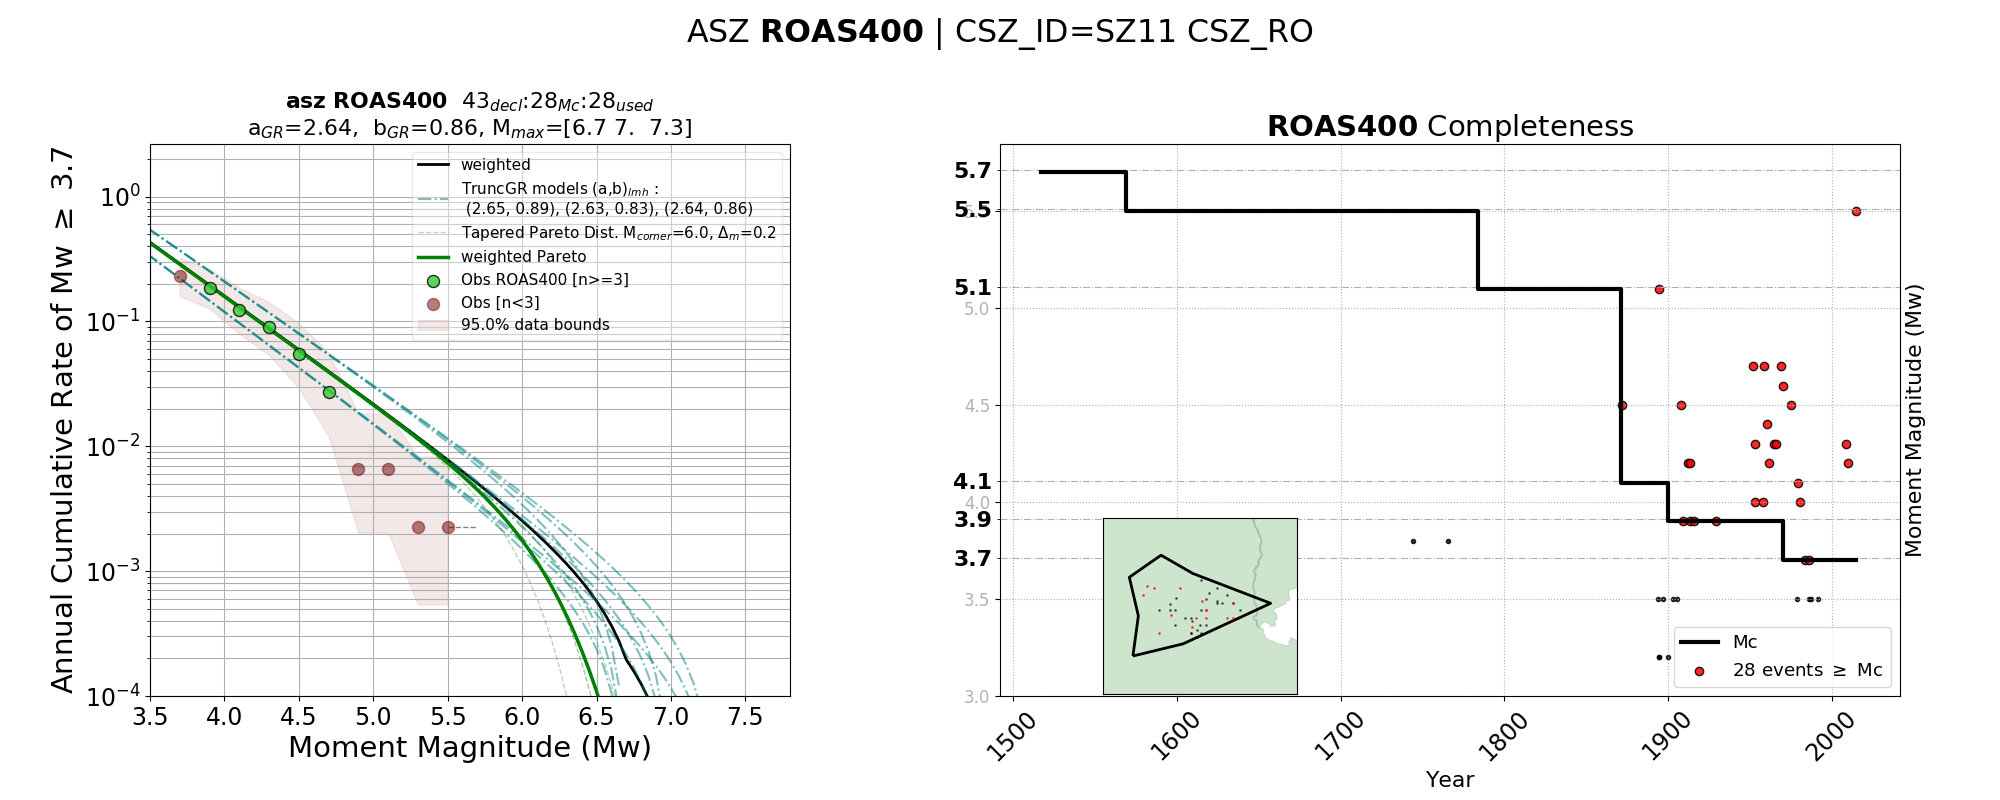 ASZ ROAS400 | CSZ_ID=SZ11 CSZ_RO
asz ROAS400 43decl:28Mc:28used
aGR=2.64, bGR=0.86, Mmax=[6.7 7. 7.3]
Annual Cumulative Rate of Mw ≥ 3.7
10^0
10^-1
10^-2
10^-3
10^-4
weighted
TruncGR models (a,b)lmh :
(2.65, 0.89), (2.63, 0.83), (2.64, 0.86)
Tapered Pareto Dist. Mcorner=6.0, Δm=0.2
weighted Pareto
Obs ROAS400 [n>=3]
Obs [n<3]
95.0% data bounds
3.5 4.0 4.5 5.0 5.5 6.0 6.5 7.0 7.5
Moment Magnitude (Mw)
ROAS400 Completeness
5.7
5.5
5.1
5.0
4.5
4.1
4.0
3.9
3.7
3.5
3.0
Moment Magnitude (Mw)
Mc
28 events ≥ Mc
1500 1600 1700 1800 1900 2000
Year